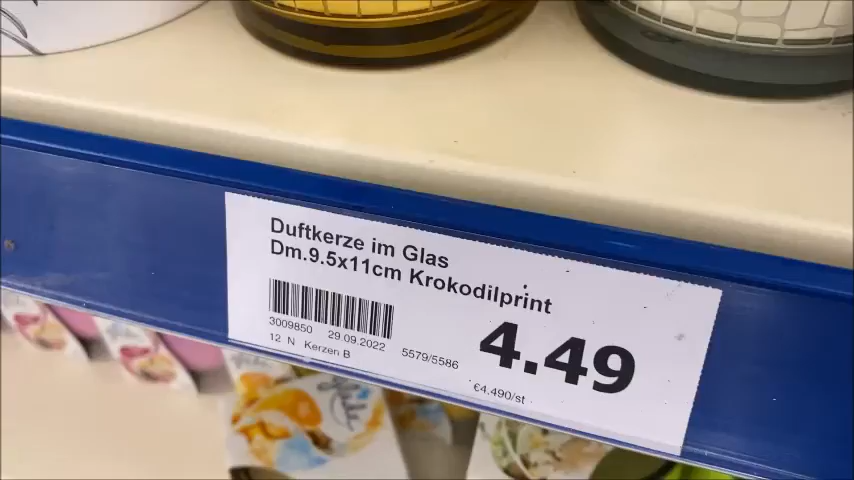 Duftkerze im Glas
Dm.9.5x11cm Krokodilprint
3009850 29.09.2022
12 N Kerzen B
5579/5586
4.49
€4.490/st
Glade